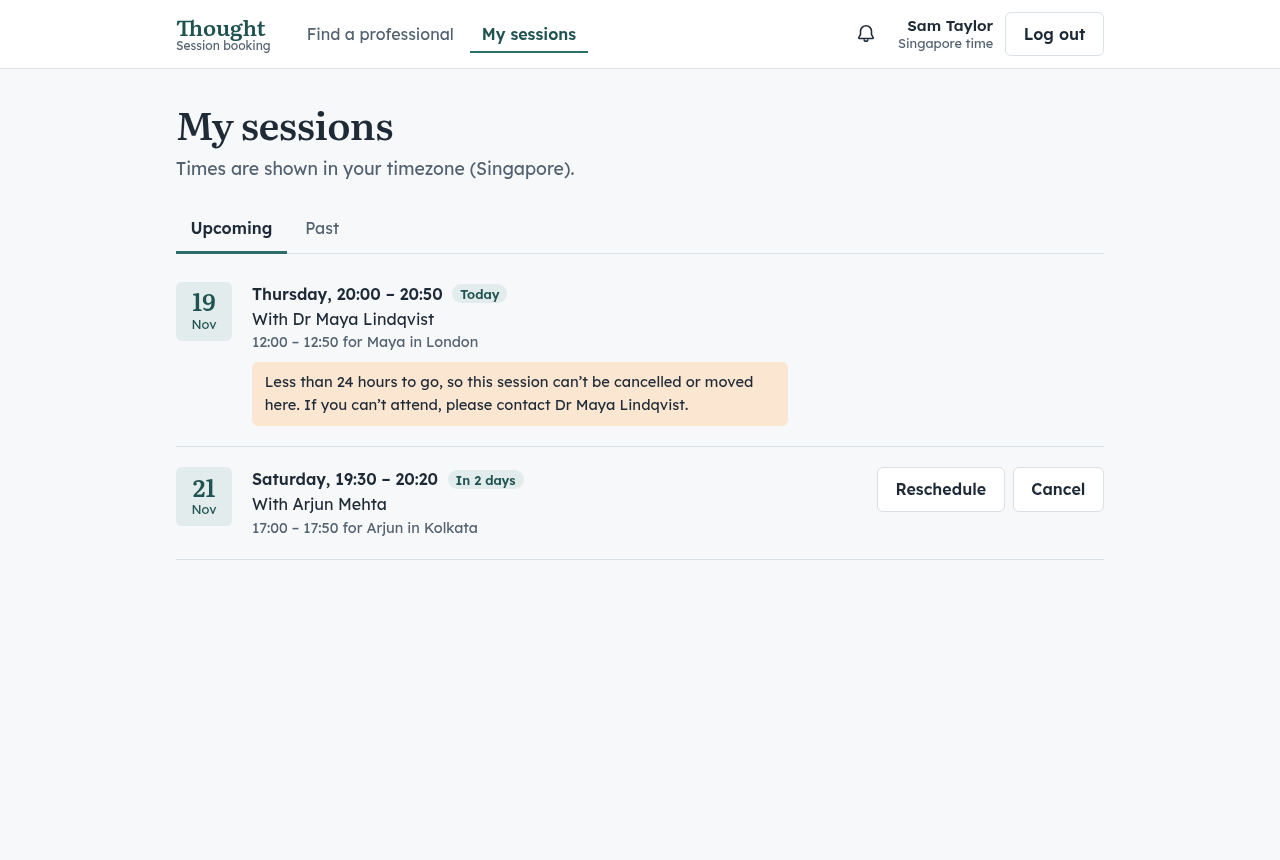 Thought
Session booking
Find a professional
My sessions
Sam Taylor
Singapore time
Log out
My sessions
Times are shown in your timezone (Singapore).
Upcoming
Past
19
Nov
Thursday, 20:00 – 20:50
Today
With Dr Maya Lindqvist
12:00 – 12:50 for Maya in London
Less than 24 hours to go, so this session can’t be cancelled or moved
here. If you can’t attend, please contact Dr Maya Lindqvist.
21
Nov
Saturday, 19:30 – 20:20
In 2 days
With Arjun Mehta
17:00 – 17:50 for Arjun in Kolkata
Reschedule
Cancel